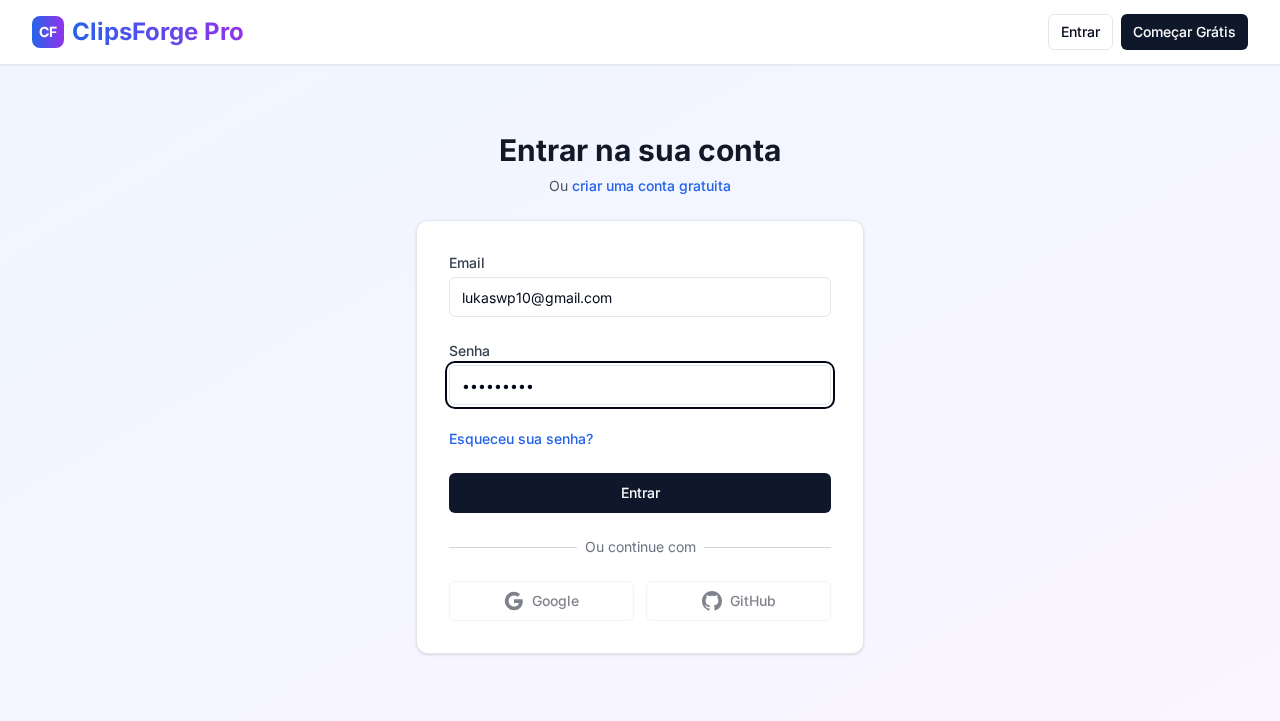 CF ClipsForge Pro
Entrar
Começar Grátis
Entrar na sua conta
Ou criar uma conta gratuita
Email
lukaswp10@gmail.com
Senha
•••••••••
Esqueceu sua senha?
Entrar
Ou continue com
Google
GitHub